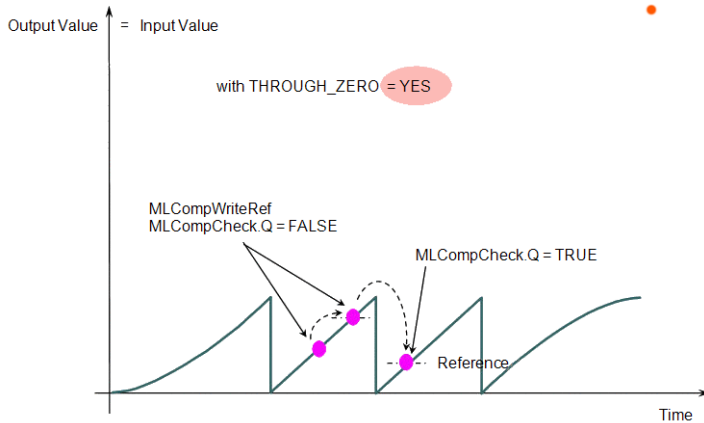 Output Value = Input Value
with THROUGH_ZERO = YES
MLCompWriteRef
MLCompCheck.Q = FALSE
MLCompCheck.Q = TRUE
Reference
Time